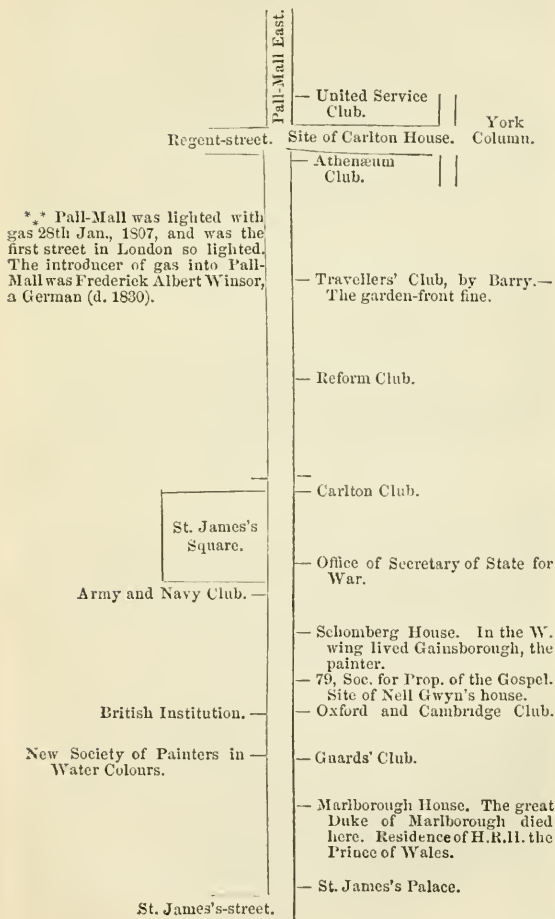 Pall-Mall East.
— United Service
Club.
York
Column.
Regent-street.
Site of Carlton House.
— Athenæum
Club.
*** Pall-Mall was lighted with
gas 28th Jan., 1807, and was the
first street in London so lighted.
The introducer of gas into Pall-
Mall was Frederick Albert Winsor,
a German (d. 1830).
— Travellers' Club, by Barry.—
The garden-front fine.
— Reform Club.
— Carlton Club.
St. James's
Square.
— Office of Secretary of State for
War.
Army and Navy Club. —
— Schomberg House. In the W.
wing lived Gainsborough, the
painter.
— 79, Soc. for Prop. of the Gospel.
Site of Nell Gwyn's house.
British Institution. —
— Oxford and Cambridge Club.
New Society of Painters in —
Water Colours.
— Guards' Club.
— Marlborough House. The great
Duke of Marlborough died
here. Residence of H.R.H. the
Prince of Wales.
— St. James's Palace.
St. James's-street.